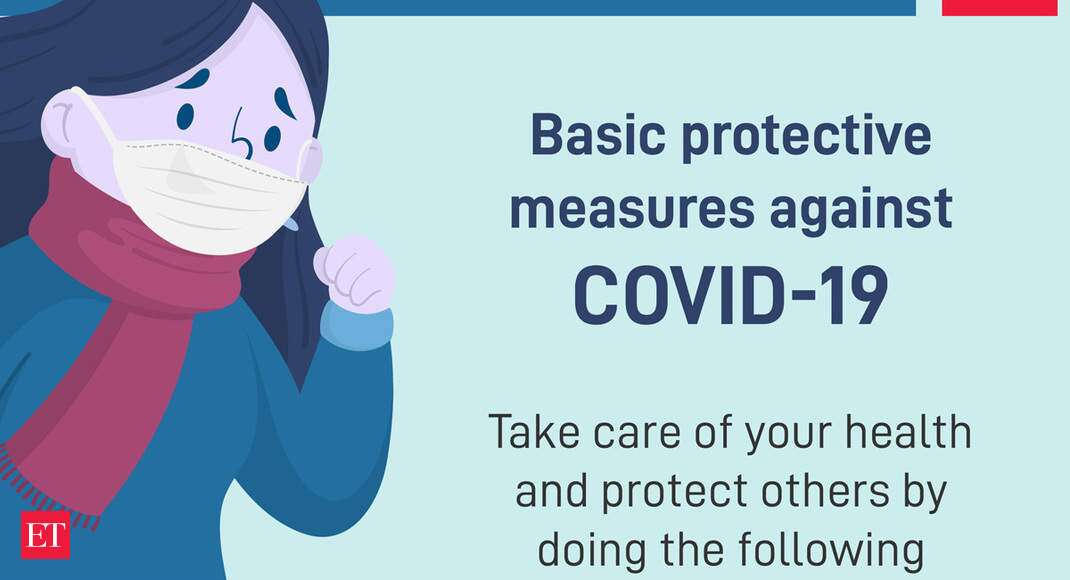 Basic protective
measures against
COVID-19
Take care of your health
and protect others by
doing the following
ET